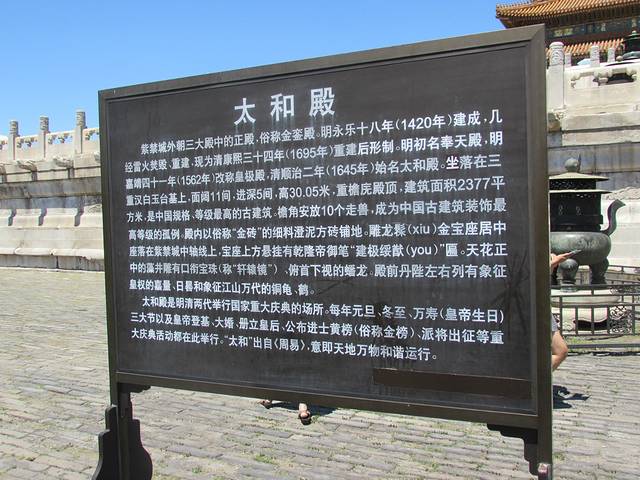 太和殿
紫禁城外朝三大殿中的正殿,俗称金銮殿。明永乐十八年(1420年)建成,几
经雷火焚毁、重建,现为清康熙三十四年(1695年)重建后形制。明初名奉天殿,明
嘉靖四十一年(1562年)改称皇极殿,清顺治二年(1645年)始名太和殿。坐落在三
重汉白玉台基上,面阔11间,进深5间,高30.05米,重檐庑殿顶,建筑面积2377平
方米,是中国规格、等级最高的古建筑。檐角安放10个走兽,成为中国古建筑装饰最
高等级的孤例。殿内以俗称“金砖”的细料澄泥方砖铺地。雕龙髹(xiu)金宝座居中
座落在紫禁城中轴线上,宝座上方悬挂有乾隆帝御笔“建极绥猷(you)”匾。天花正
中的藻井雕有口衔宝珠(称“轩辕镜”)、俯首下视的蟠龙。殿前丹陛左右列有象征
皇权的嘉量、日晷和象征江山万代的铜龟、鹤。
太和殿是明清两代举行国家重大庆典的场所。每年元旦、冬至、万寿(皇帝生日)
三大节以及皇帝登基、大婚、册立皇后、公布进士黄榜(俗称金榜)、派将出征等重
大庆典活动都在此举行。“太和”出自《周易》,意即天地万物和谐运行。